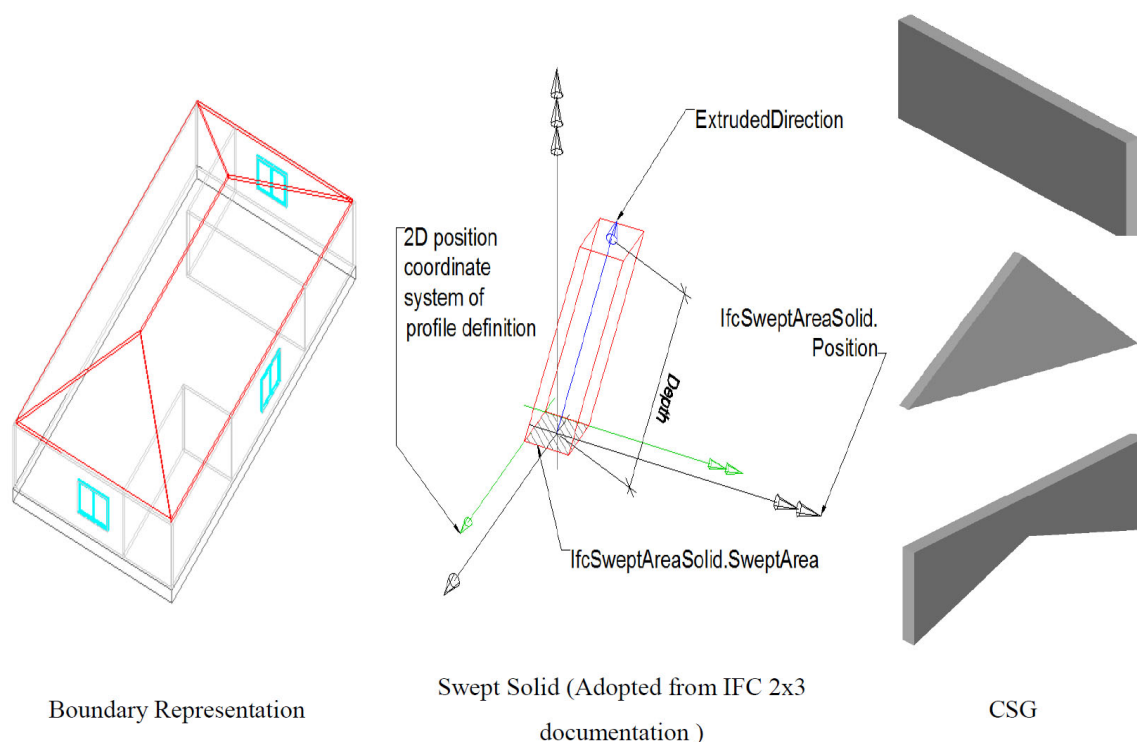 ExtrudedDirection
2D position
coordinate
system of
profile definition
IfcSweptAreaSolid.
Position
Depth
IfcSweptAreaSolid.SweptArea
Boundary Representation
Swept Solid (Adopted from IFC 2x3
documentation )
CSG